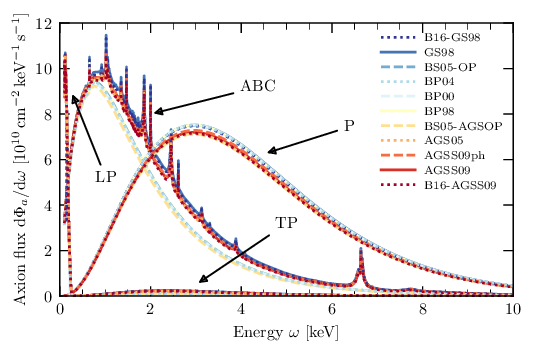 Axion flux dΦₐ/dω [10¹⁰ cm⁻² keV⁻¹ s⁻¹]
12
10
8
6
4
2
0
ABC
P
LP
TP
B16-GS98
GS98
BS05-OP
BP04
BP00
BP98
BS05-AGSOP
AGS05
AGSS09ph
AGSS09
B16-AGSS09
0 2 4 6 8 10
Energy ω [keV]